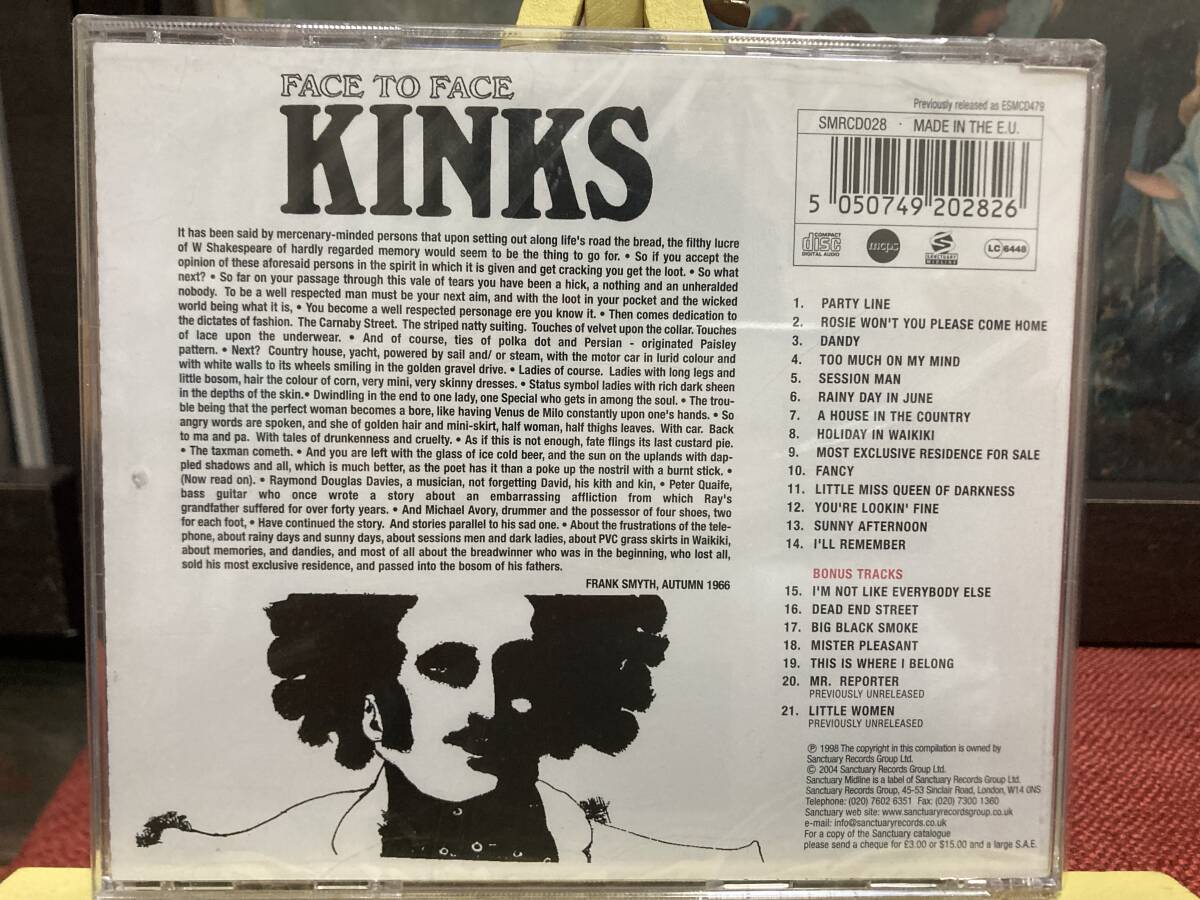 FACE TO FACE
KINKS
It has been said by mercenary-minded persons that upon setting out along life's road the bread, the filthy lucre
of W Shakespeare of hardly regarded memory would seem to be the thing to go for. • So if you accept the
opinion of these aforesaid persons in the spirit in which it is given and get cracking you get the loot. • So what
next? • So far on your passage through this vale of tears you have been a hick, a nothing and an unheralded
nobody. To be a well respected man must be your next aim, and with the loot in your pocket and the wicked
world being what it is, • You become a well respected personage ere you know it. • Then comes dedication to
the dictates of fashion. The Carnaby Street. The striped natty suiting. Touches of velvet upon the collar. Touches
of lace upon the underwear. • And of course, ties of polka dot and Persian - originated Paisley
pattern. • Next? Country house, yacht, powered by sail and/ or steam, with the motor car in lurid colour and
with white walls to its wheels smiling in the golden gravel drive. • Ladies of course. Ladies with long legs and
little bosom, hair the colour of corn, very mini, very skinny dresses. • Status symbol ladies with rich dark sheen
in the depths of the skin.• Dwindling in the end to one lady, one Special who gets in among the soul. • The trou-
ble being that the perfect woman becomes a bore, like having Venus de Milo constantly upon one's hands. • So
angry words are spoken, and she of golden hair and mini-skirt, half woman, half thighs leaves. With car. Back
to ma and pa. With tales of drunkenness and cruelty. • As if this is not enough, fate flings its last custard pie.
• The taxman cometh. • And you are left with the glass of ice cold beer, and the sun on the uplands with dap-
pled shadows and all, which is much better, as the poet has it than a poke up the nostril with a burnt stick. •
(Now read on). • Raymond Douglas Davies, a musician, not forgetting David, his kith and kin, • Peter Quaife,
bass guitar who once wrote a story about an embarrassing affliction from which Ray's
grandfather suffered for over forty years. • And Michael Avory, drummer and the possessor of four shoes, two
for each foot, • Have continued the story. And stories parallel to his sad one. • About the frustrations of the tele-
phone, about rainy days and sunny days, about sessions men and dark ladies, about PVC grass skirts in Waikiki,
about memories, and dandies, and most of all about the breadwinner who was in the beginning, who lost all,
sold his most exclusive residence, and passed into the bosom of his fathers.
FRANK SMYTH, AUTUMN 1966
Previously released as ESMCD479
SMRCD028 · MADE IN THE E.U.
5 050749 202826
COMPACT disc DIGITAL AUDIO
mcps
SANCTUARY MIDLINE
LC 6448
1. PARTY LINE
2. ROSIE WON'T YOU PLEASE COME HOME
3. DANDY
4. TOO MUCH ON MY MIND
5. SESSION MAN
6. RAINY DAY IN JUNE
7. A HOUSE IN THE COUNTRY
8. HOLIDAY IN WAIKIKI
9. MOST EXCLUSIVE RESIDENCE FOR SALE
10. FANCY
11. LITTLE MISS QUEEN OF DARKNESS
12. YOU'RE LOOKIN' FINE
13. SUNNY AFTERNOON
14. I'LL REMEMBER
BONUS TRACKS
15. I'M NOT LIKE EVERYBODY ELSE
16. DEAD END STREET
17. BIG BLACK SMOKE
18. MISTER PLEASANT
19. THIS IS WHERE I BELONG
20. MR. REPORTER
PREVIOUSLY UNRELEASED
21. LITTLE WOMEN
PREVIOUSLY UNRELEASED
℗ 1998 The copyright in this compilation is owned by
Sanctuary Records Group Ltd.
© 2004 Sanctuary Records Group Ltd.
Sanctuary Midline is a label of Sanctuary Records Group Ltd.
Sanctuary Records Group, 45-53 Sinclair Road, London, W14 0NS
Telephone: (020) 7602 6351 Fax: (020) 7300 1360
Sanctuary web site: www.sanctuaryrecordsgroup.co.uk
e-mail: info@sanctuaryrecords.co.uk
For a copy of the Sanctuary catalogue
please send a cheque for £3.00 or $15.00 and a large S.A.E.